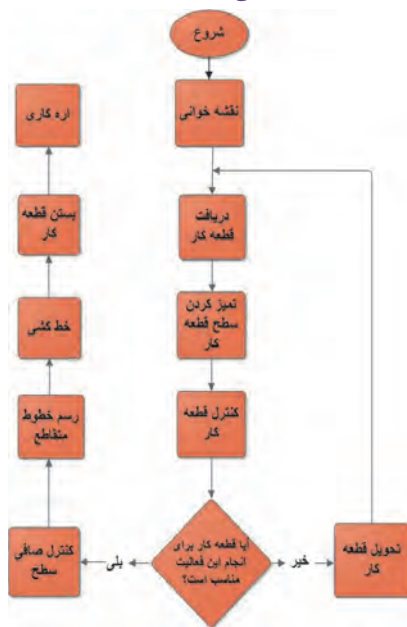 شروع
نقشه خوانی
دریافت
قطعه کار
تمیز کردن
سطح قطعه
کار
کنترل قطعه
کار
آیا قطعه کار برای
انجام این فعالیت
مناسب است؟
خیر
تحویل قطعه
کار
بلی
کنترل صافی
سطح
رسم خطوط
متقاطع
خط کشی
بستن قطعه
کار
اره کاری